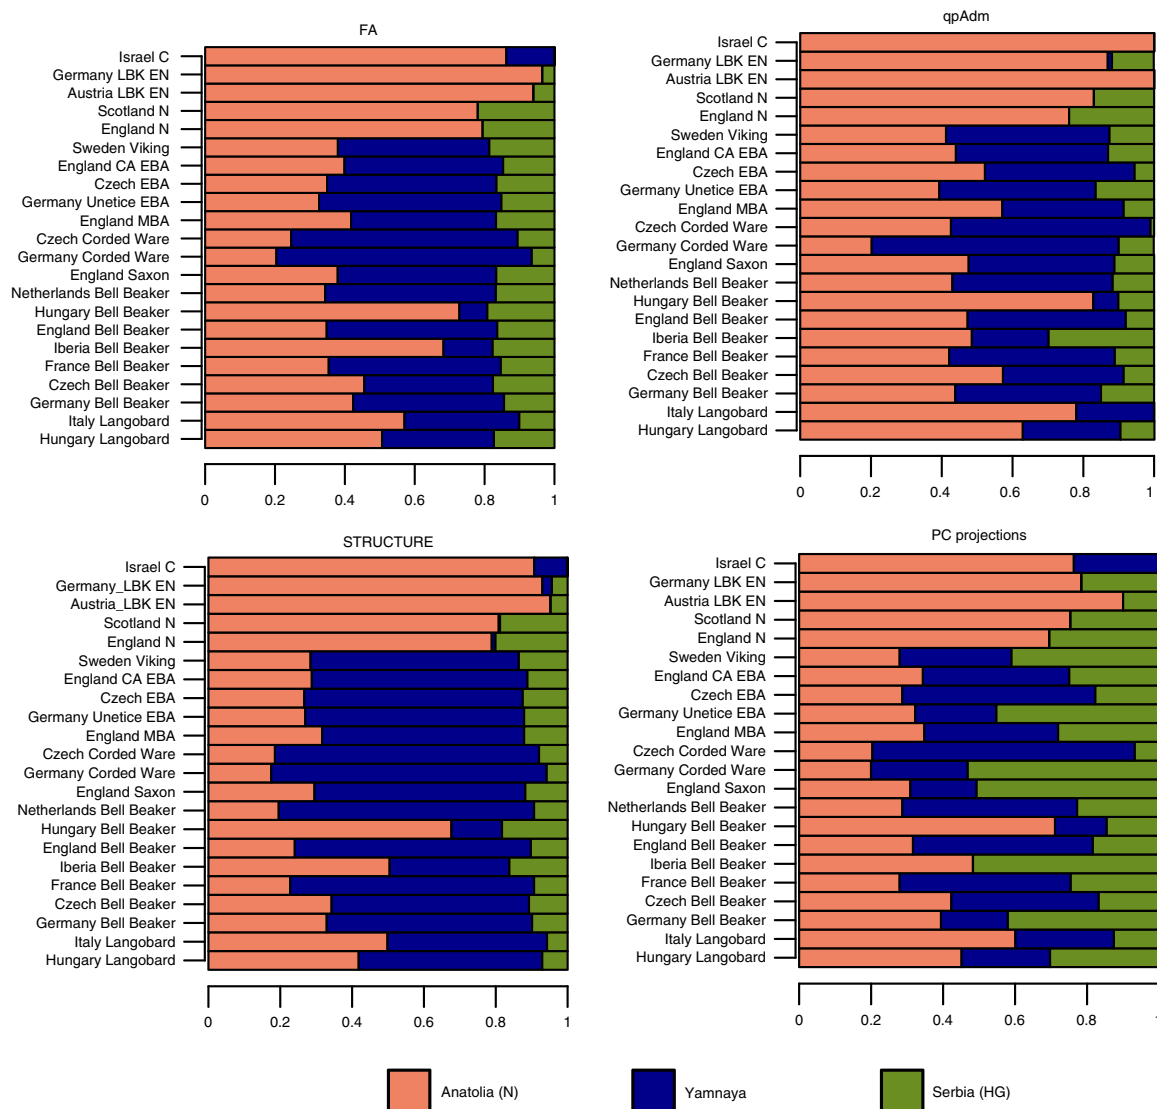 FA
Israel C
Germany LBK EN
Austria LBK EN
Scotland N
England N
Sweden Viking
England CA EBA
Czech EBA
Germany Unetice EBA
England MBA
Czech Corded Ware
Germany Corded Ware
England Saxon
Netherlands Bell Beaker
Hungary Bell Beaker
England Bell Beaker
Iberia Bell Beaker
France Bell Beaker
Czech Bell Beaker
Germany Bell Beaker
Italy Langobard
Hungary Langobard
0 0.2 0.4 0.6 0.8 1
qpAdm
Israel C
Germany LBK EN
Austria LBK EN
Scotland N
England N
Sweden Viking
England CA EBA
Czech EBA
Germany Unetice EBA
England MBA
Czech Corded Ware
Germany Corded Ware
England Saxon
Netherlands Bell Beaker
Hungary Bell Beaker
England Bell Beaker
Iberia Bell Beaker
France Bell Beaker
Czech Bell Beaker
Germany Bell Beaker
Italy Langobard
Hungary Langobard
0 0.2 0.4 0.6 0.8 1
STRUCTURE
Israel C
Germany_LBK EN
Austria_LBK EN
Scotland N
England N
Sweden Viking
England CA EBA
Czech EBA
Germany Unetice EBA
England MBA
Czech Corded Ware
Germany Corded Ware
England Saxon
Netherlands Bell Beaker
Hungary Bell Beaker
England Bell Beaker
Iberia Bell Beaker
France Bell Beaker
Czech Bell Beaker
Germany Bell Beaker
Italy Langobard
Hungary Langobard
0 0.2 0.4 0.6 0.8 1
PC projections
Israel C
Germany LBK EN
Austria LBK EN
Scotland N
England N
Sweden Viking
England CA EBA
Czech EBA
Germany Unetice EBA
England MBA
Czech Corded Ware
Germany Corded Ware
England Saxon
Netherlands Bell Beaker
Hungary Bell Beaker
England Bell Beaker
Iberia Bell Beaker
France Bell Beaker
Czech Bell Beaker
Germany Bell Beaker
Italy Langobard
Hungary Langobard
0 0.2 0.4 0.6 0.8 1
Anatolia (N) Yamnaya Serbia (HG)